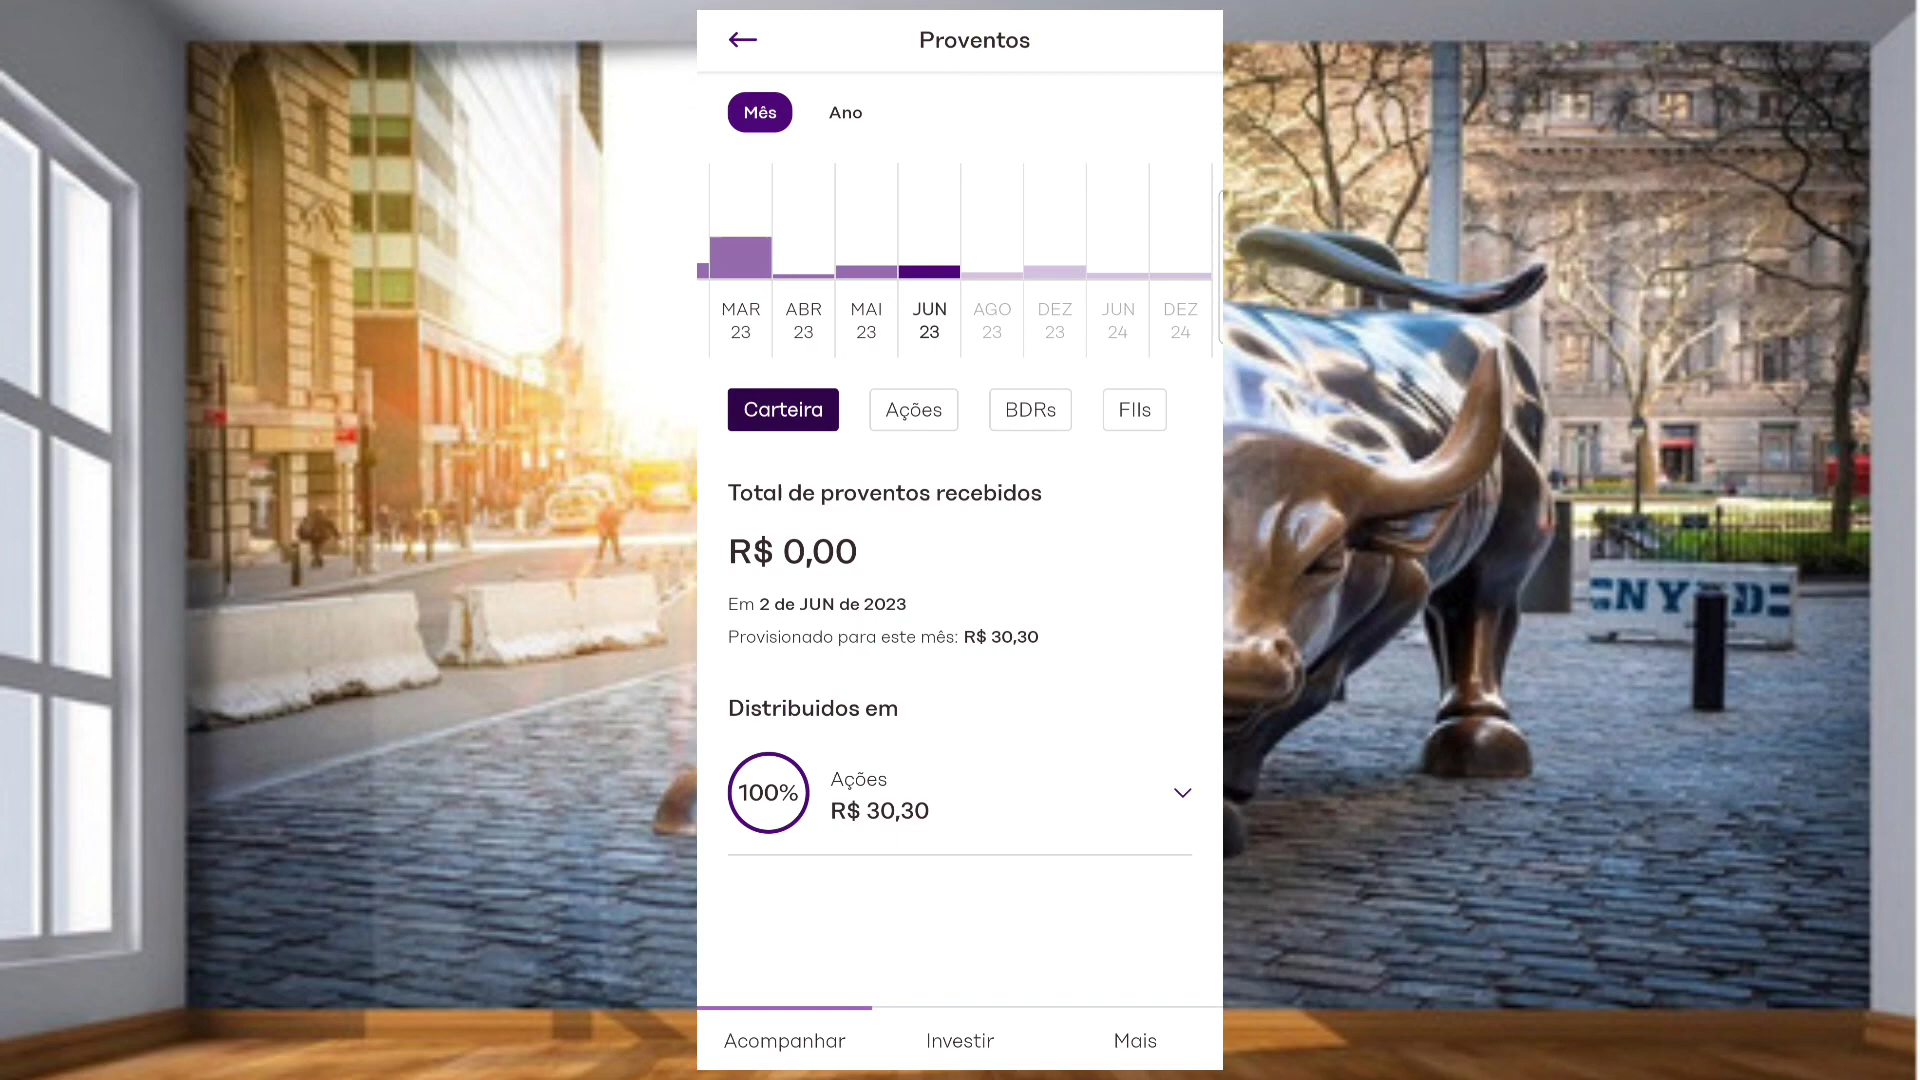 Proventos
Mês Ano
MAR 23 ABR 23 MAI 23 JUN 23 AGO 23 DEZ 23 JUN 24 DEZ 24
Carteira Ações BDRs FIIs
Total de proventos recebidos
R$ 0,00
Em 2 de JUN de 2023
Provisionado para este mês: R$ 30,30
Distribuidos em
100% Ações
R$ 30,30
Acompanhar Investir Mais